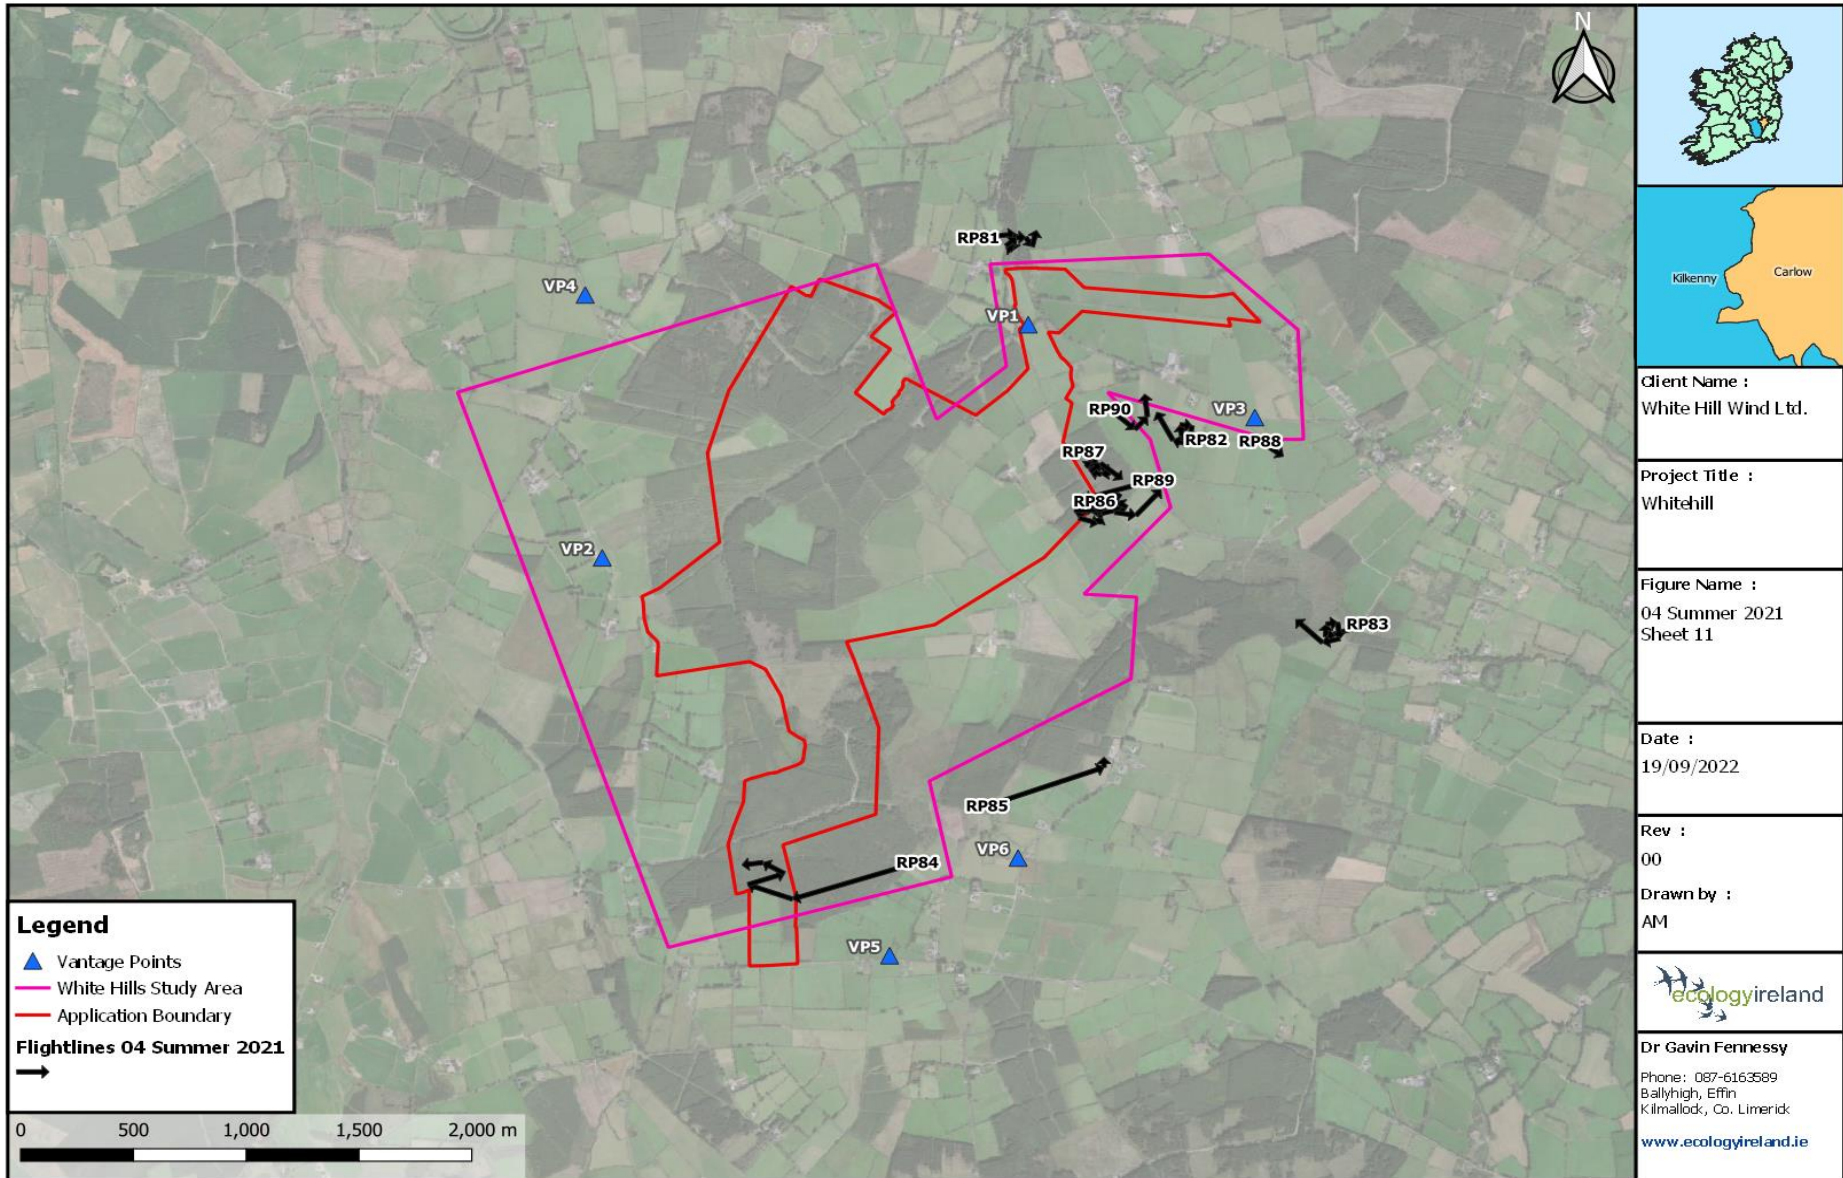 N
RP81
VP4
VP1
RP90
VP3
RP82
RP88
RP87
RP89
RP86
VP2
RP83
RP85
VP6
RP84
VP5
Legend
Vantage Points
White Hills Study Area
Application Boundary
Flightlines 04 Summer 2021
0 500 1,000 1,500 2,000 m
Kilkenny
Carlow
Client Name :
White Hill Wind Ltd.
Project Title :
Whitehill
Figure Name :
04 Summer 2021
Sheet 11
Date :
19/09/2022
Rev :
00
Drawn by :
AM
ecologyireland
Dr Gavin Fennessy
Phone: 087-6163589
Ballyhigh, Effin
Kilmallock, Co. Limerick
www.ecologyireland.ie